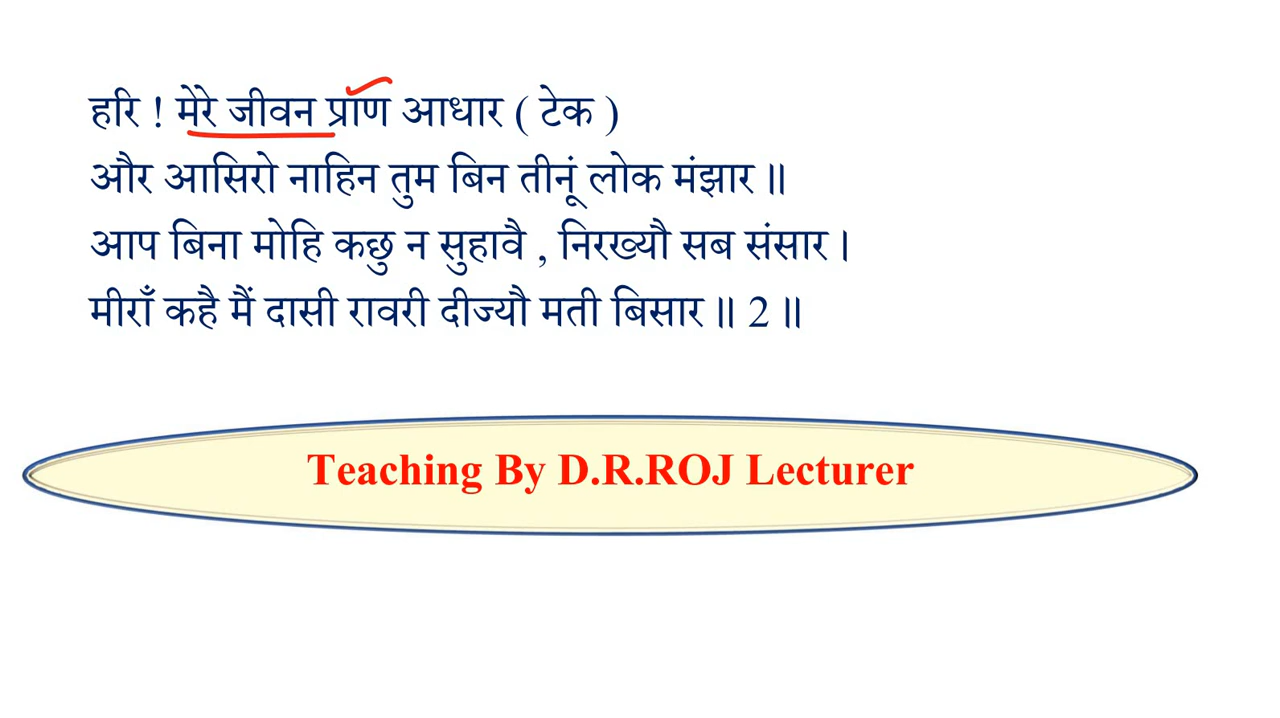 हरि ! मेरे जीवन प्राण आधार ( टेक )
और आसिरो नाहिन तुम बिन तीनूं लोक मंझार ॥
आप बिना मोहि कछु न सुहावै , निरख्यौ सब संसार ।
मीराँ कहै मैं दासी रावरी दीज्यौ मती बिसार ॥ 2 ॥
Teaching By D.R.ROJ Lecturer